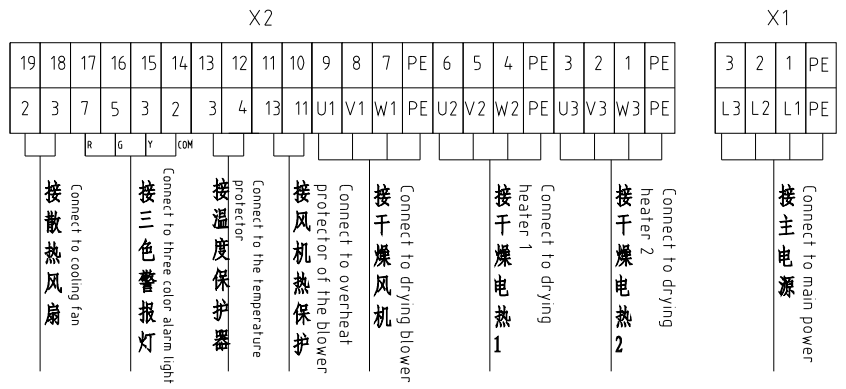 X2
X1
19 18 17 16 15 14 13 12 11 10 9 8 7 PE 6 5 4 PE 3 2 1 PE
3 2 1 PE
2 3 7 5 3 2 3 4 13 11 U1 V1 W1 PE U2 V2 W2 PE U3 V3 W3 PE
L3 L2 L1 PE
R G Y COM
接散热风扇
Connect to cooling fan
接三色警报灯
Connect to three color alarm light
接温度保护器
Connect to the temperature
protector
接风机热保护
Connect to overheat
protector of the blower
接干燥风机
Connect to drying blower
接干燥电热1
Connect to drying
heater 1
接干燥电热2
Connect to drying
heater 2
接主电源
Connect to main power